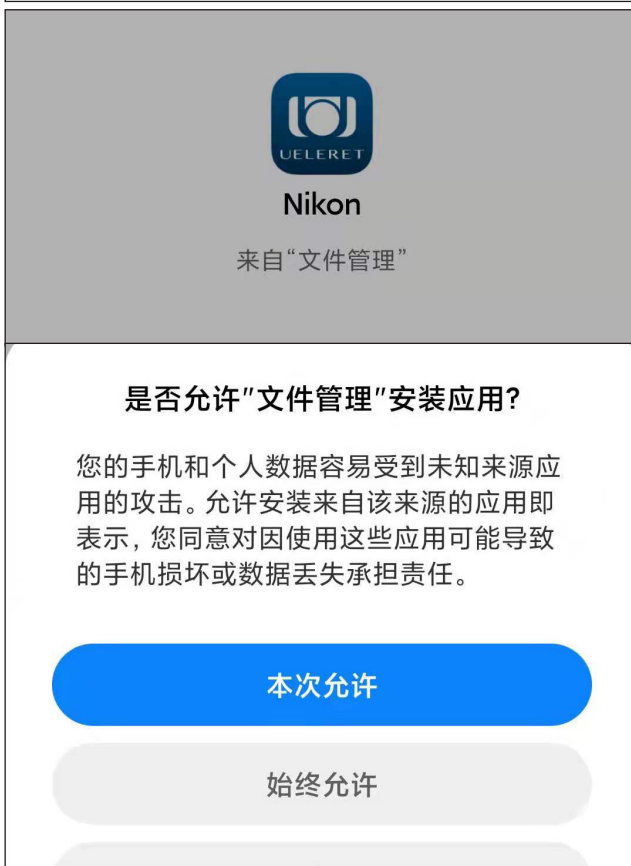 UELERET
Nikon
来自“文件管理”
是否允许"文件管理"安装应用?
您的手机和个人数据容易受到未知来源应
用的攻击。允许安装来自该来源的应用即
表示，您同意对因使用这些应用可能导致
的手机损坏或数据丢失承担责任。
本次允许
始终允许